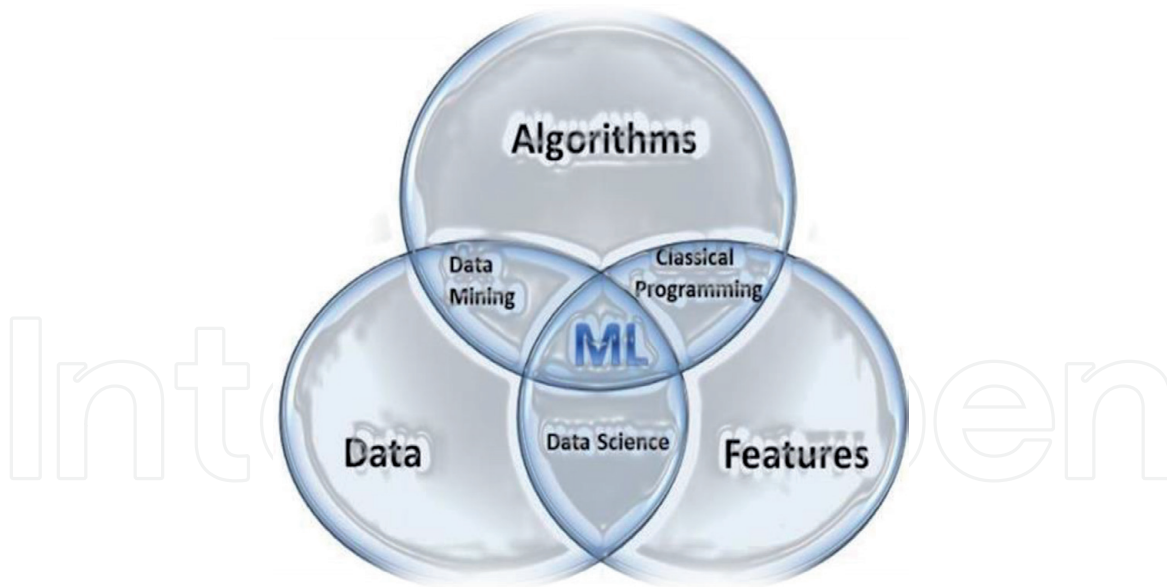 Algorithms
Data
Mining
Classical
Programming
ML
Data
Data Science
Features